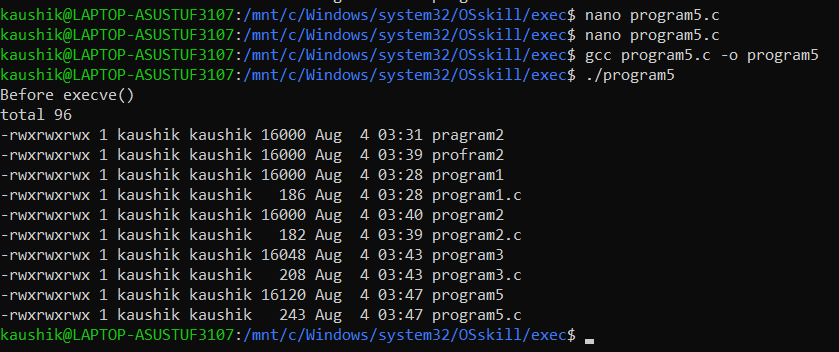 kaushik@LAPTOP-ASUSTUF3107:/mnt/c/Windows/system32/OSskill/exec$ nano program5.c
kaushik@LAPTOP-ASUSTUF3107:/mnt/c/Windows/system32/OSskill/exec$ nano program5.c
kaushik@LAPTOP-ASUSTUF3107:/mnt/c/Windows/system32/OSskill/exec$ gcc program5.c -o program5
kaushik@LAPTOP-ASUSTUF3107:/mnt/c/Windows/system32/OSskill/exec$ ./program5
Before execve()
total 96
-rwxrwxrwx 1 kaushik kaushik 16000 Aug  4 03:31 pragram2
-rwxrwxrwx 1 kaushik kaushik 16000 Aug  4 03:39 profram2
-rwxrwxrwx 1 kaushik kaushik 16000 Aug  4 03:28 program1
-rwxrwxrwx 1 kaushik kaushik   186 Aug  4 03:28 program1.c
-rwxrwxrwx 1 kaushik kaushik 16000 Aug  4 03:40 program2
-rwxrwxrwx 1 kaushik kaushik   182 Aug  4 03:39 program2.c
-rwxrwxrwx 1 kaushik kaushik 16048 Aug  4 03:43 program3
-rwxrwxrwx 1 kaushik kaushik   208 Aug  4 03:43 program3.c
-rwxrwxrwx 1 kaushik kaushik 16120 Aug  4 03:47 program5
-rwxrwxrwx 1 kaushik kaushik   243 Aug  4 03:47 program5.c
kaushik@LAPTOP-ASUSTUF3107:/mnt/c/Windows/system32/OSskill/exec$